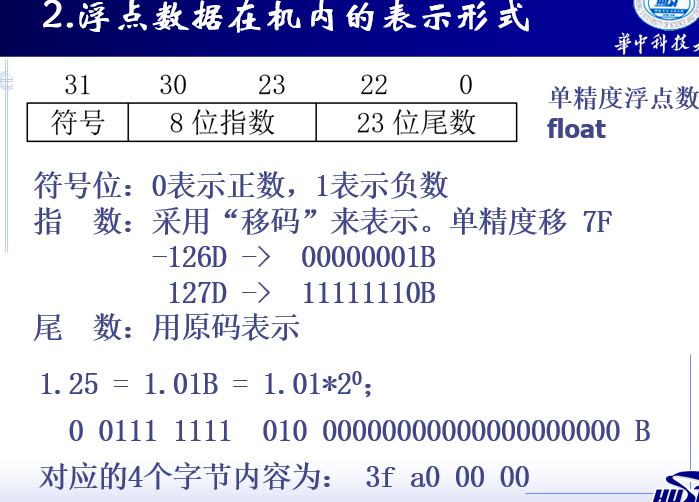 2.浮点数据在机内的表示形式
华中科技
31 30 23 22 0
符号 8 位指数 23 位尾数
单精度浮点数
float
符号位：0表示正数，1表示负数
指 数：采用“移码”来表示。单精度移 7F
-126D -> 00000001B
127D -> 11111110B
尾 数：用原码表示
1.25 = 1.01B = 1.01*2⁰；
0 0111 1111 010 00000000000000000000 B
对应的4个字节内容为： 3f a0 00 00